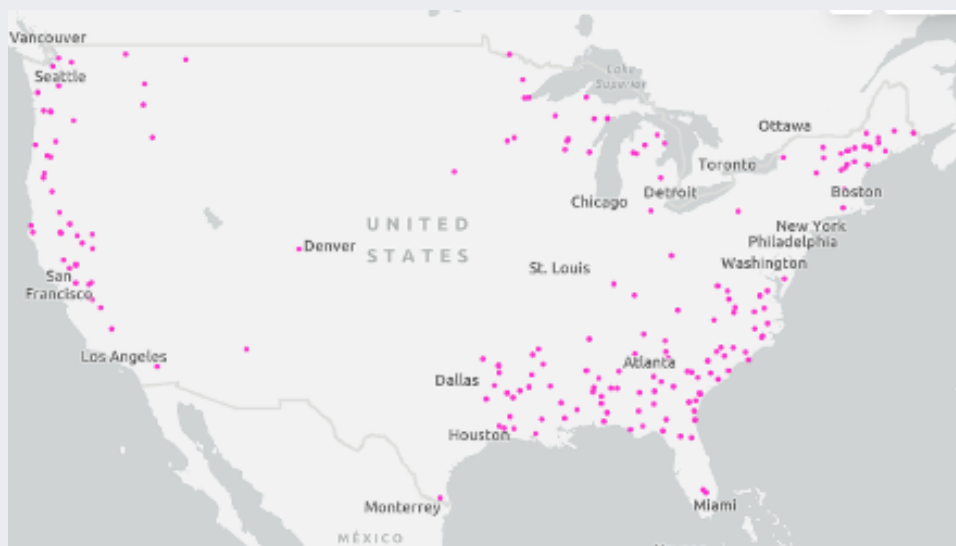 Vancouver
Seattle
Lake
Superior
Ottawa
Toronto
Detroit
Chicago
Boston
New York
Philadelphia
Washington
UNITED
STATES
Denver
St. Louis
San
Francisco
Los Angeles
Atlanta
Dallas
Houston
Miami
Monterrey
MÉXICO